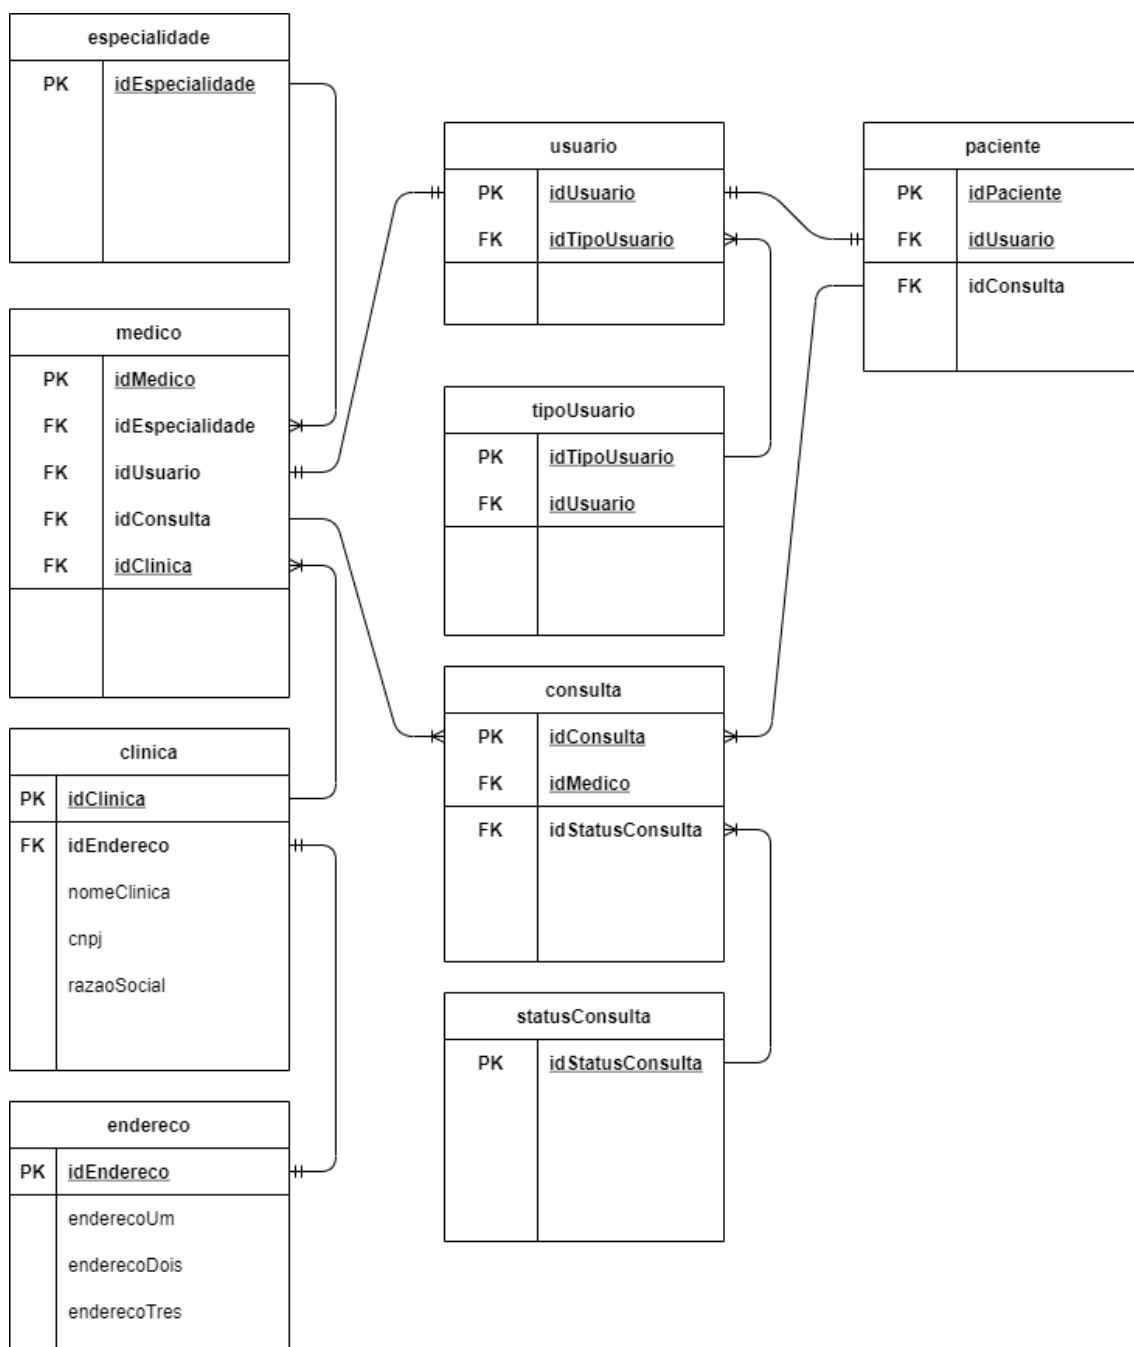 especialidade
PK idEspecialidade
medico
PK idMedico
FK idEspecialidade
FK idUsuario
FK idConsulta
FK idClinica
clinica
PK idClinica
FK idEndereco
nomeClinica
cnpj
razaoSocial
endereco
PK idEndereco
enderecoUm
enderecoDois
enderecoTres
usuario
PK idUsuario
FK idTipoUsuario
tipoUsuario
PK idTipoUsuario
FK idUsuario
consulta
PK idConsulta
FK idMedico
FK idStatusConsulta
statusConsulta
PK idStatusConsulta
paciente
PK idPaciente
FK idUsuario
FK idConsulta